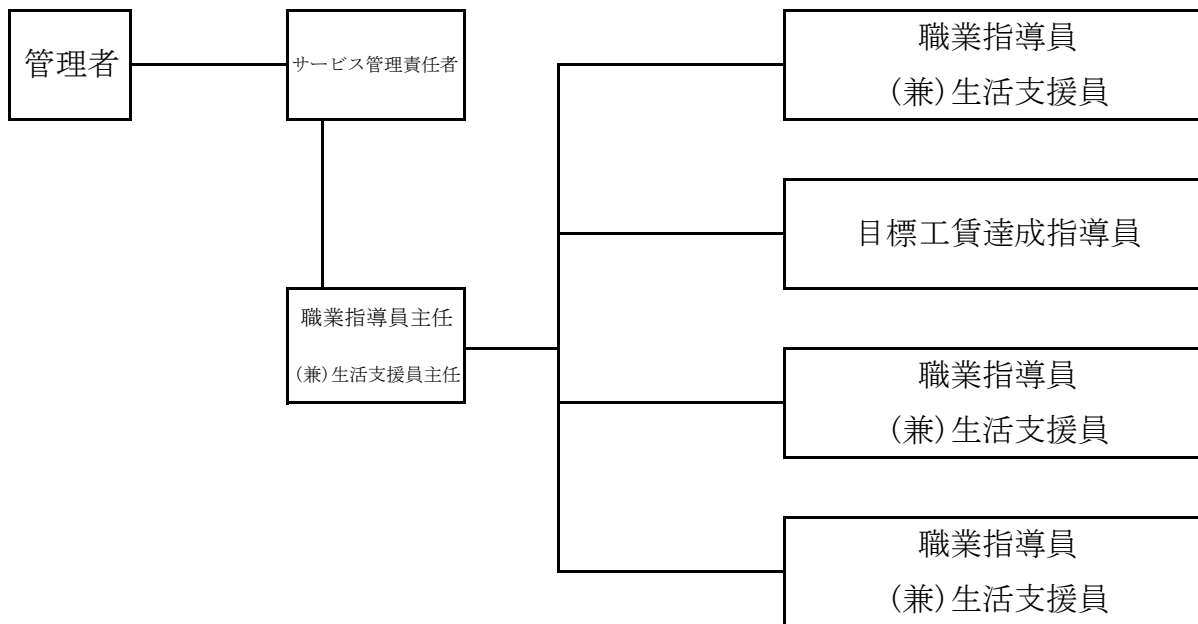 管理者
サービス管理責任者
職業指導員
(兼)生活支援員
目標工賃達成指導員
職業指導員主任
(兼)生活支援員主任
職業指導員
(兼)生活支援員
職業指導員
(兼)生活支援員